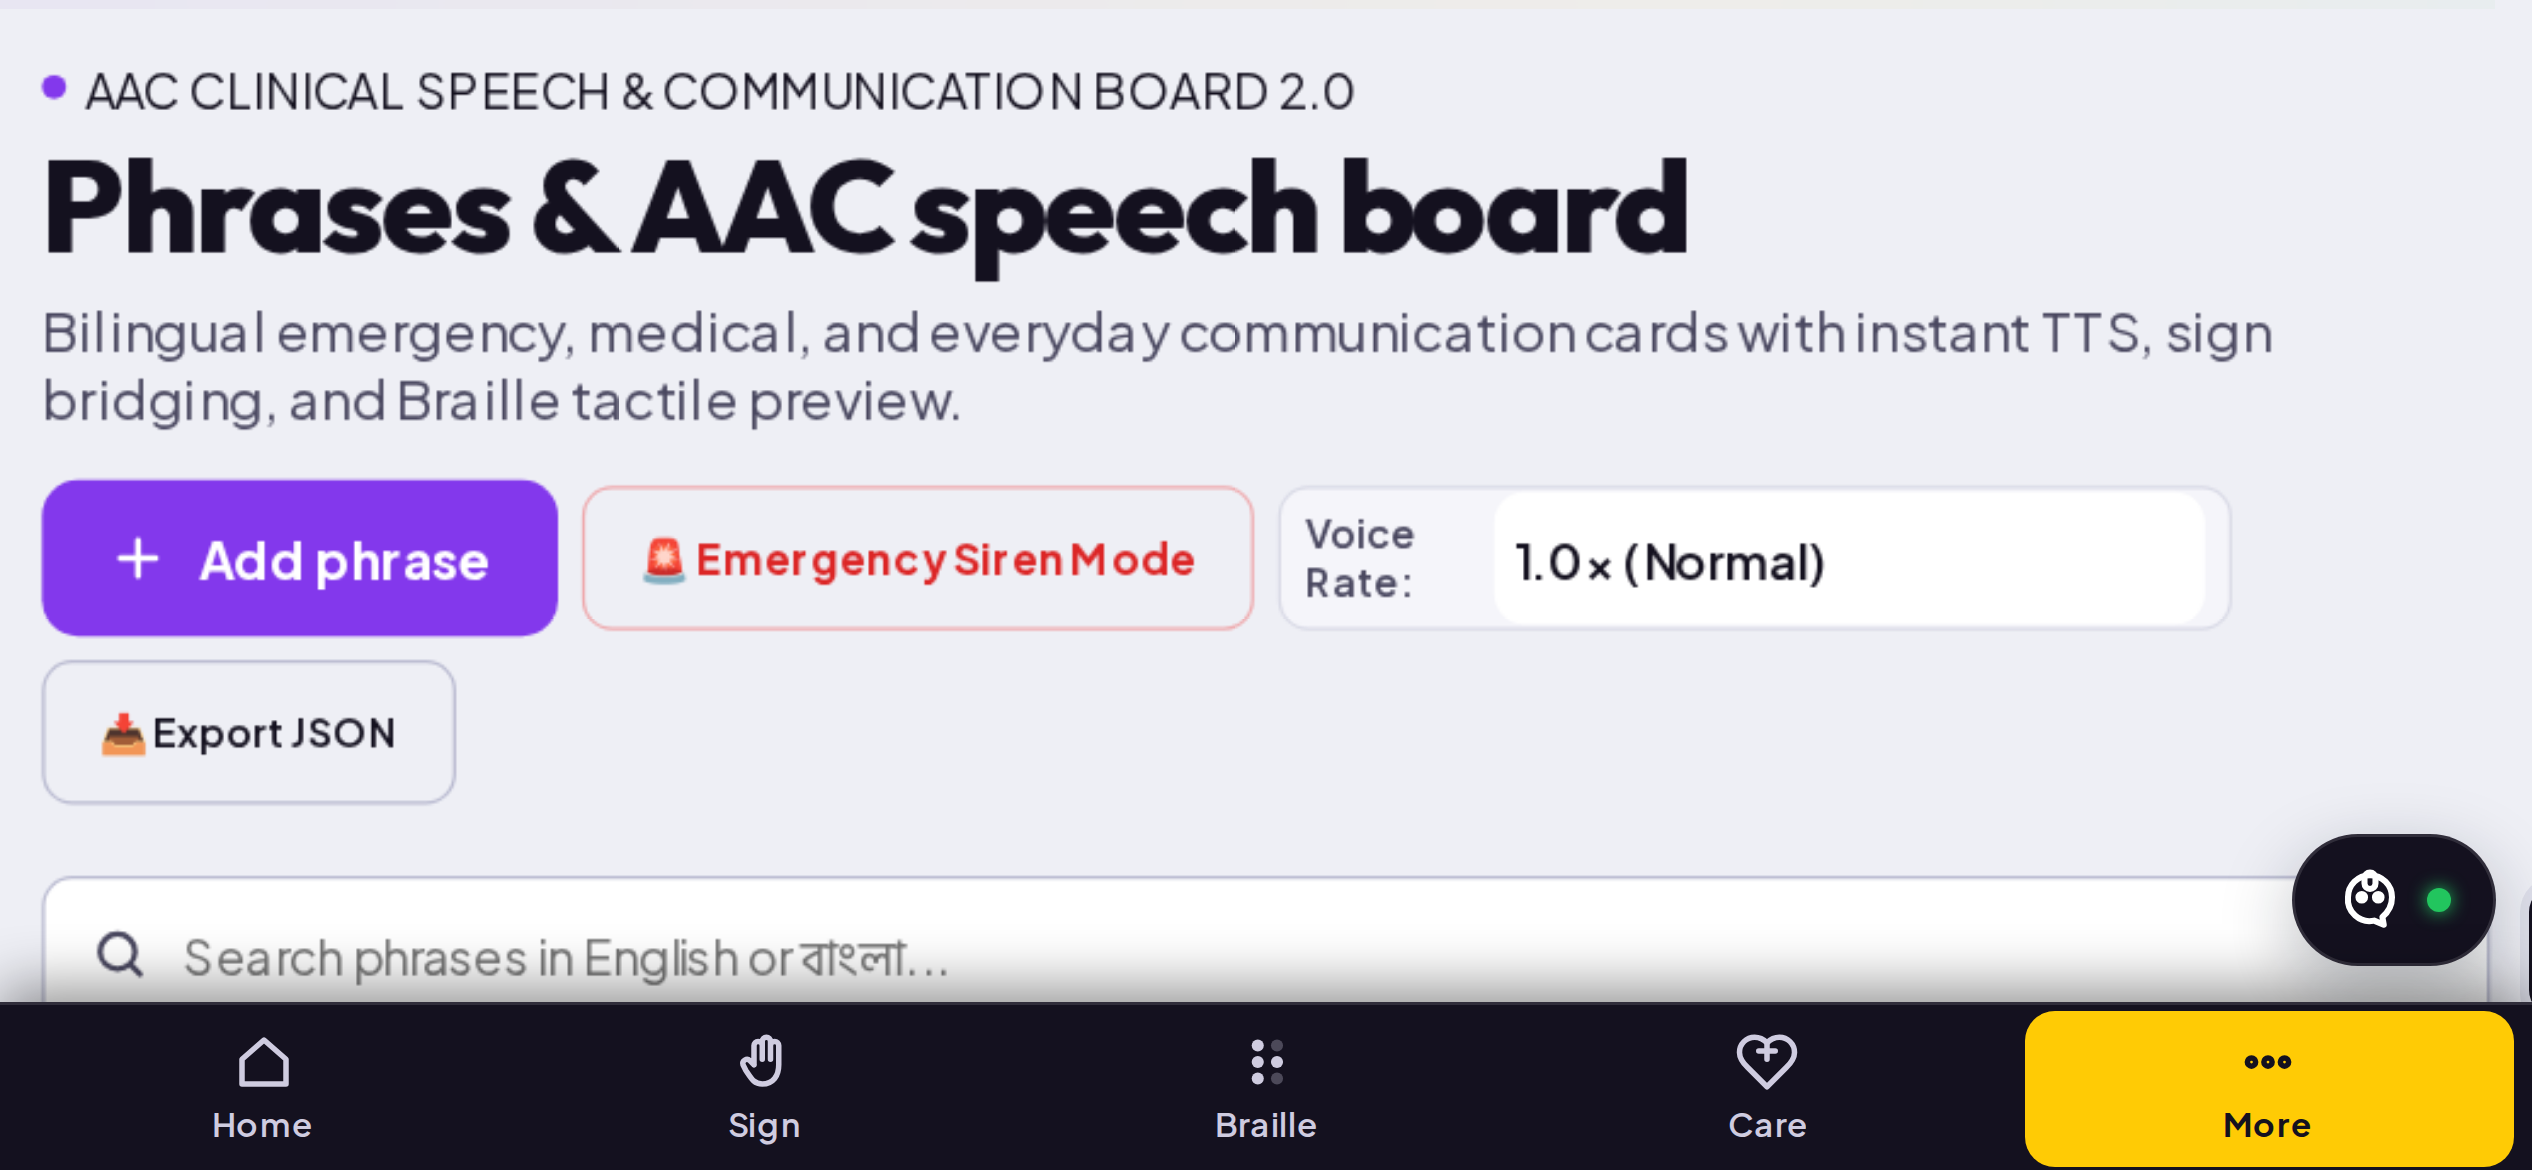 AAC CLINICAL SPEECH & COMMUNICATION BOARD 2.0
Phrases & AAC speech board
Bilingual emergency, medical, and everyday communication cards with instant TTS, sign
bridging, and Braille tactile preview.
Add phrase
Emergency Siren Mode
Voice
Rate:
1.0× (Normal)
Export JSON
Search phrases in English or বাংলা...
Home
Sign
Braille
Care
More